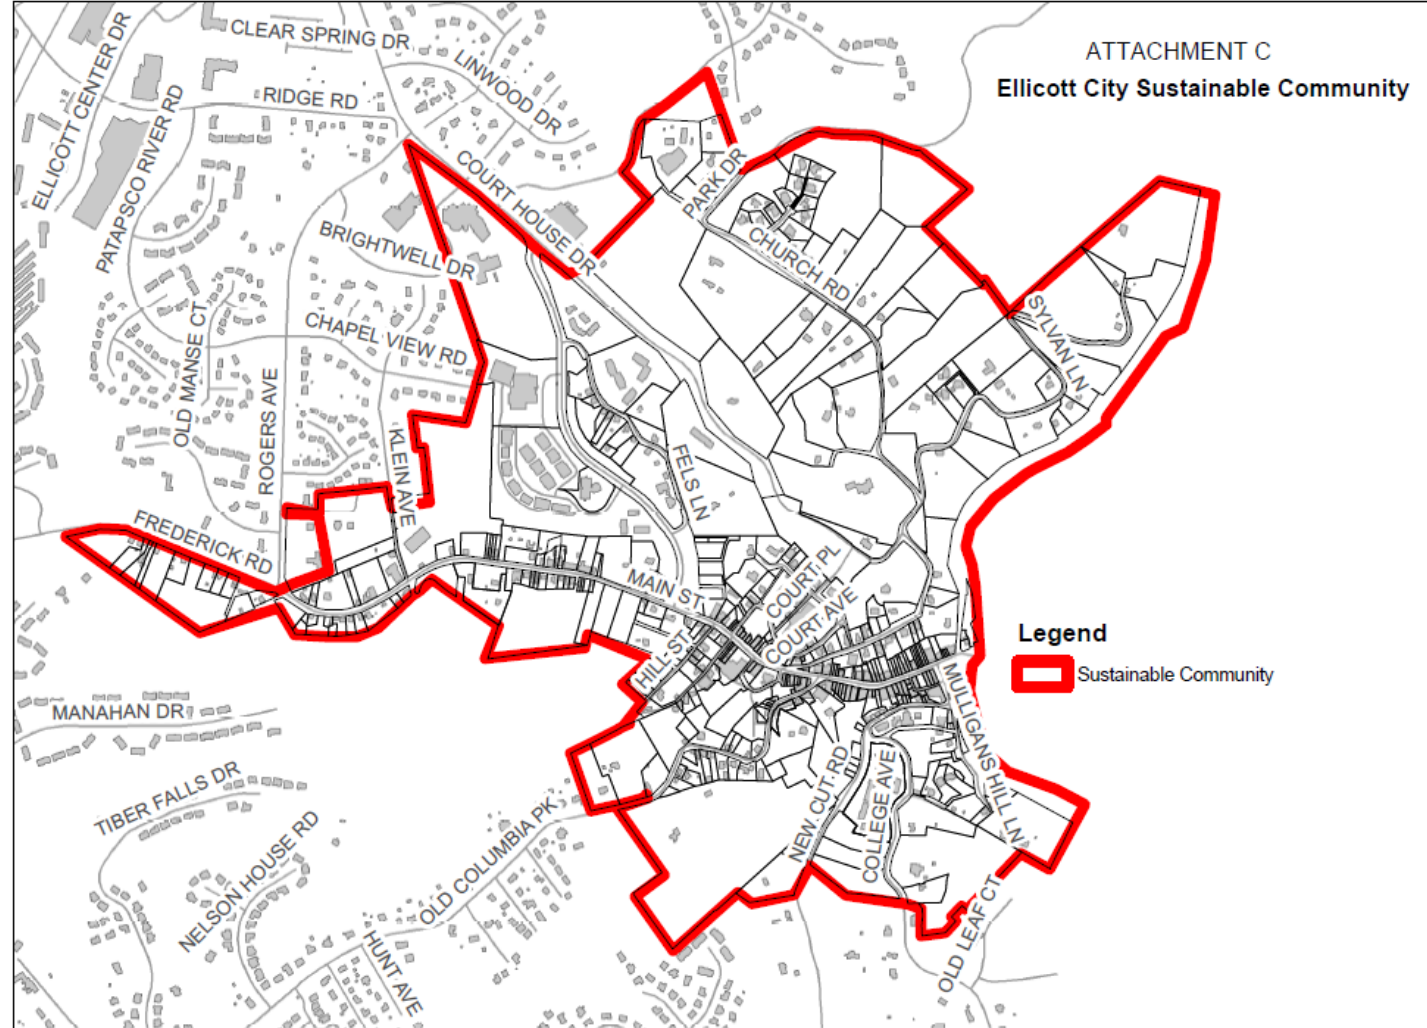 ATTACHMENT C
Ellicott City Sustainable Community
ELLICOTT CENTER DR
CLEAR SPRING DR
LINWOOD DR
RIDGE RD
PATAPSCO RIVER RD
COURT HOUSE DR
PARK DR
BRIGHTWELL DR
CHURCH RD
SYLVAN LN
CHAPEL VIEW RD
OLD MANSE CT
ROGERS AVE
KLEIN AVE
FELS LN
FREDERICK RD
MAIN ST
COURT PL
COURT AVE
HILL ST
Legend
Sustainable Community
MULLIGANS HILL LN
MANAHAN DR
TIBER FALLS DR
NEW CUT RD
COLLEGE AVE
NELSON HOUSE RD
OLD COLUMBIA PK
HUNT AVE
OLD LEAF CT